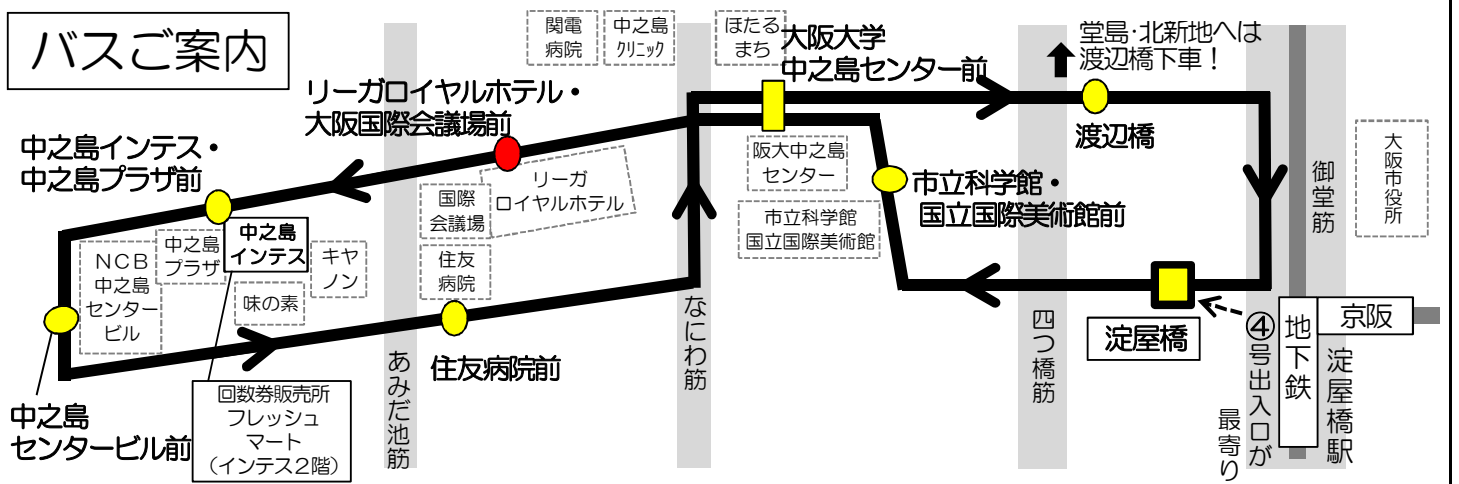 バスご案内
関電
病院
中之島
クリニック
ほたる
まち
大阪大学
中之島センター前
堂島・北新地へは
渡辺橋下車！
リーガロイヤルホテル・
大阪国際会議場前
渡辺橋
中之島インテス・
中之島プラザ前
リーガ
ロイヤルホテル
国際
会議場
阪大中之島
センター
市立科学館・
国立国際美術館前
御堂筋
大阪市役所
市立科学館
国立国際美術館
NCB
中之島
センター
ビル
中之島
プラザ
中之島
インテス
キヤ
ノン
味の素
住友
病院
住友病院前
淀屋橋
京阪
地下鉄
淀屋橋駅
④号出入口が
最寄り
なにわ筋
四つ橋筋
あみだ池筋
中之島
センタービル前
回数券販売所
フレッシュ
マート
（インテス２階）